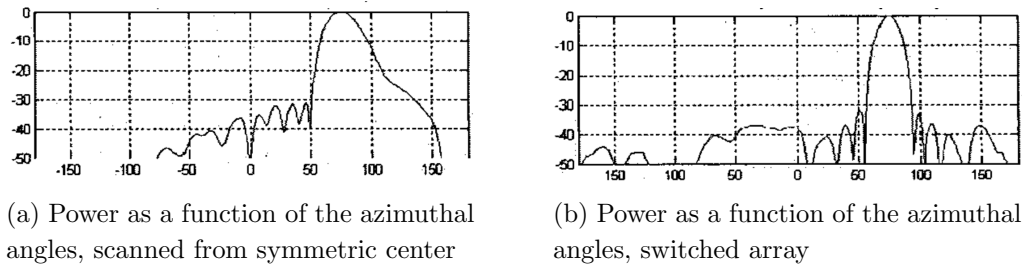 0
-10
-20
-30
-40
-50
-150 -100 -50 0 50 100 150
0
-10
-20
-30
-40
-50
-150 -100 -50 0 50 100 150
(a) Power as a function of the azimuthal
angles, scanned from symmetric center
(b) Power as a function of the azimuthal
angles, switched array